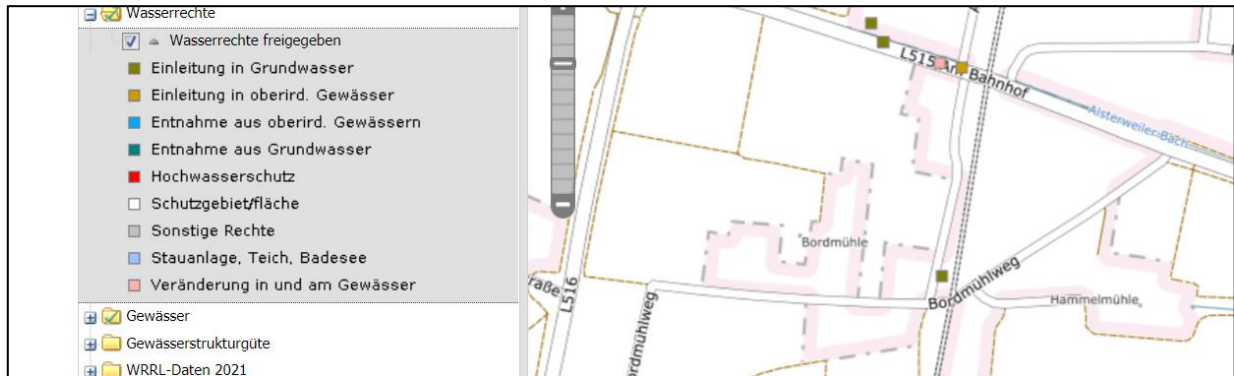 Wasserrechte
Wasserrechte freigegeben
Einleitung in Grundwasser
Einleitung in oberird. Gewässer
Entnahme aus oberird. Gewässern
Entnahme aus Grundwasser
Hochwasserschutz
Schutzgebiet/fläche
Sonstige Rechte
Stauanlage, Teich, Badesee
Veränderung in und am Gewässer
Gewässer
Gewässerstrukturgüte
WRRL-Daten 2021
L515 Am Bahnhof
Alsterweiler Bach
Bordmühle
Bordmühlweg
Hammelmühle
raße
L516
ordmühlweg